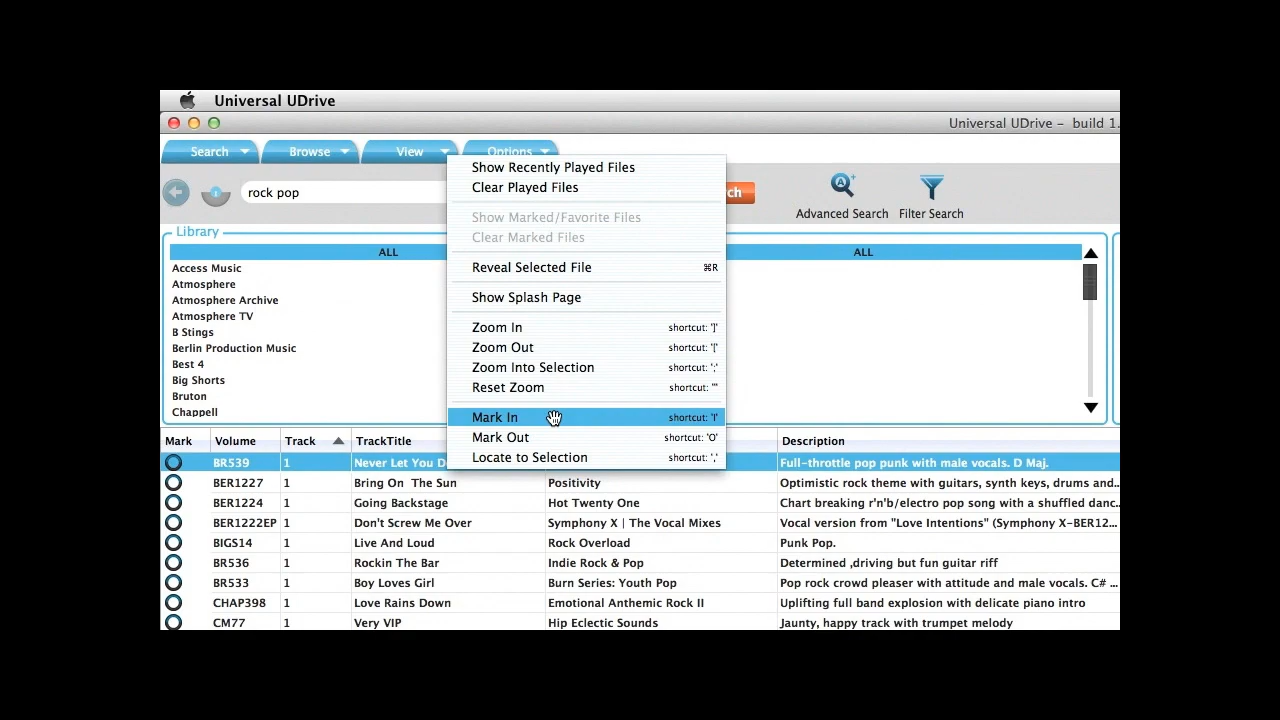 Universal UDrive
Universal UDrive - build 1.
Search Browse View Options
rock pop
ch
Advanced Search Filter Search
Show Recently Played Files
Clear Played Files
Show Marked/Favorite Files
Clear Marked Files
Reveal Selected File ⌘R
Show Splash Page
Zoom In shortcut: ']'
Zoom Out shortcut: '['
Zoom Into Selection shortcut: ';'
Reset Zoom shortcut: '''
Mark In shortcut: 'I'
Mark Out shortcut: 'O'
Locate to Selection shortcut: ','
Library
ALL ALL
Access Music
Atmosphere
Atmosphere Archive
Atmosphere TV
B Stings
Berlin Production Music
Best 4
Big Shorts
Bruton
Chappell
Mark Volume Track TrackTitle Description
BR539 1 Never Let You D Full-throttle pop punk with male vocals. D Maj.
BER1227 1 Bring On The Sun Positivity Optimistic rock theme with guitars, synth keys, drums and...
BER1224 1 Going Backstage Hot Twenty One Chart breaking r'n'b/electro pop song with a shuffled danc...
BER1222EP 1 Don't Screw Me Over Symphony X | The Vocal Mixes Vocal version from "Love Intentions" (Symphony X-BER12...
BIGS14 1 Live And Loud Rock Overload Punk Pop.
BR536 1 Rockin The Bar Indie Rock & Pop Determined ,driving but fun guitar riff
BR533 1 Boy Loves Girl Burn Series: Youth Pop Pop rock crowd pleaser with attitude and male vocals. C# ...
CHAP398 1 Love Rains Down Emotional Anthemic Rock II Uplifting full band explosion with delicate piano intro
CM77 1 Very VIP Hip Eclectic Sounds Jaunty, happy track with trumpet melody